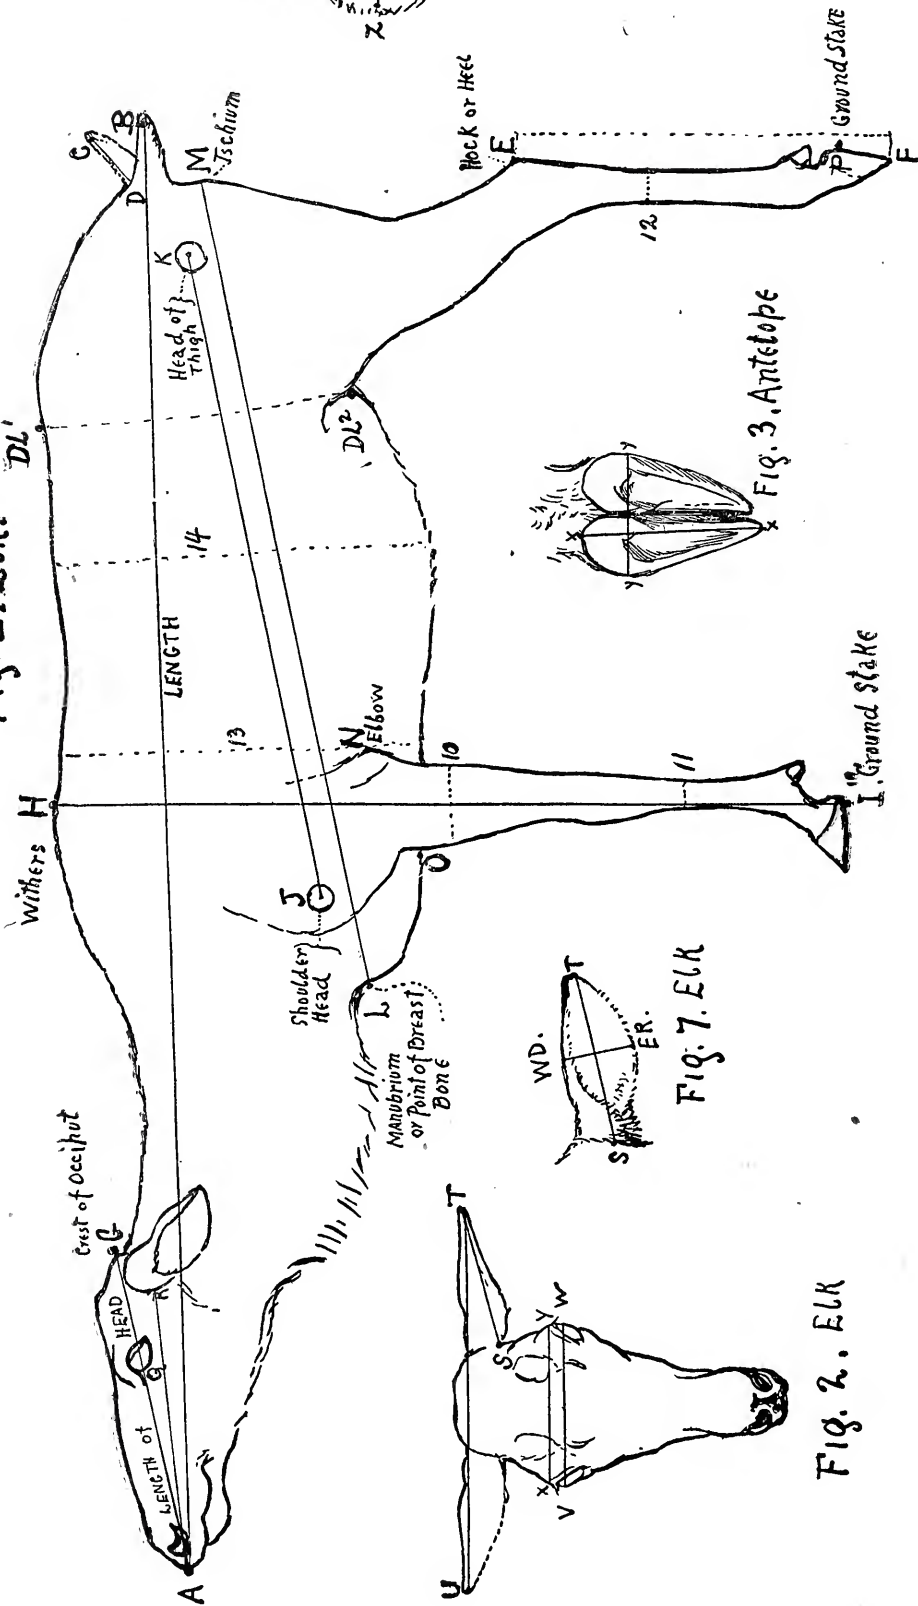 DL'
H
Withers
C
B
D
M
Ischium
K
Head of
Thigh
LENGTH
14
13
DL²
Hock or HEEL
E
12
P
Ground Stake
F
Fig. 3. Antelope
x
x
y
y
N
Elbow
10
11
I. Ground Stake
O
J
Shoulder
Head
L
MANUBRIUM
or Point of Breast
Bone
Crest of Occiput
G
LENGTH of HEAD
R
Q
A
WD.
T
S
ER.
Fig. 7. Elk
T
S
Y
W
X
V
U
Fig. 2. Elk
Z